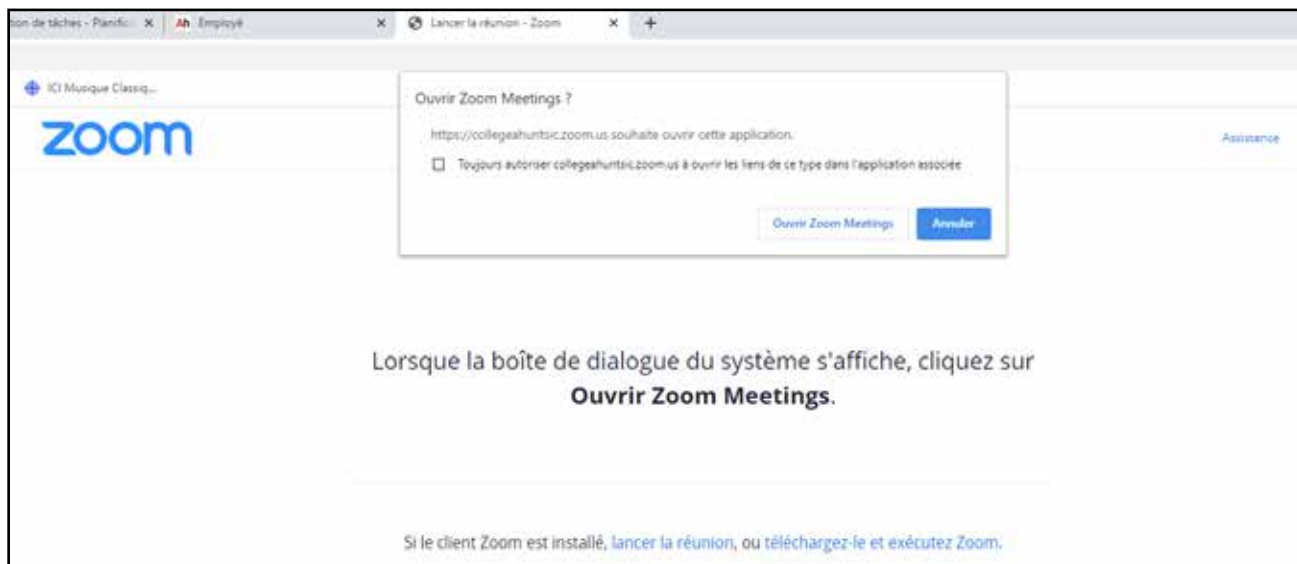 ion de tâches - Planific
Ah Employé
Lancer la réunion - Zoom
ICI Musique Classiq...
zoom
Assistance
Ouvrir Zoom Meetings ?
https://collegeahuntsic.zoom.us souhaite ouvrir cette application.
Toujours autoriser collegeahuntsic.zoom.us à ouvrir les liens de ce type dans l'application associée
Ouvrir Zoom Meetings
Annuler
Lorsque la boîte de dialogue du système s'affiche, cliquez sur
Ouvrir Zoom Meetings.
Si le client Zoom est installé, lancer la réunion, ou téléchargez-le et exécutez Zoom.